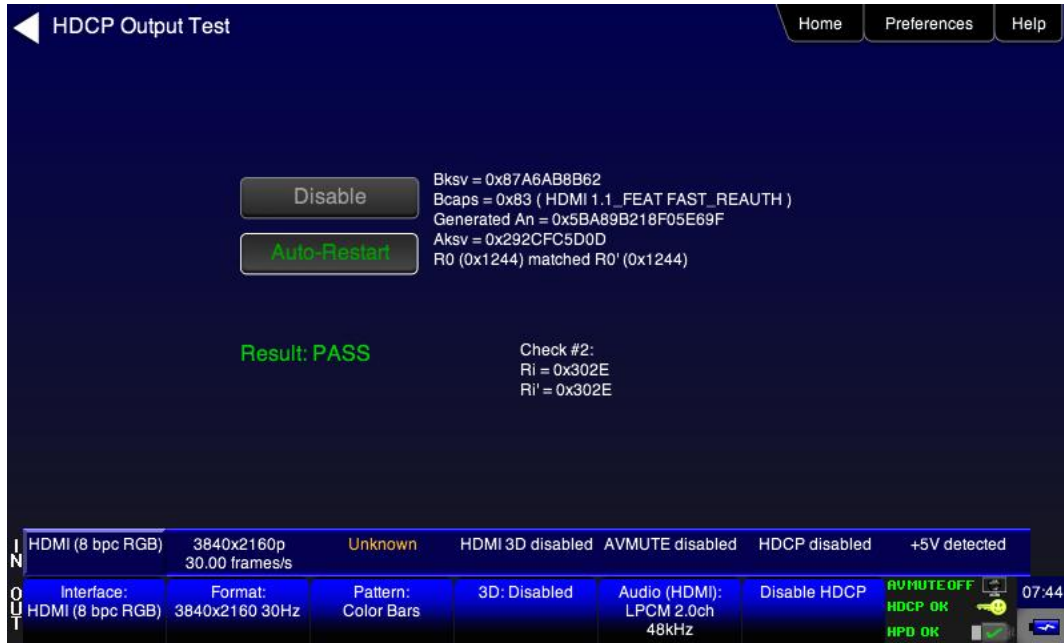 HDCP Output Test
Home
Preferences
Help
Disable
Auto-Restart
Bksv = 0x87A6AB8B62
Bcaps = 0x83 ( HDMI 1.1_FEAT FAST_REAUTH )
Generated An = 0x5BA89B218F05E69F
Aksv = 0x292CFC5D0D
R0 (0x1244) matched R0' (0x1244)
Result: PASS
Check #2:
Ri = 0x302E
Ri' = 0x302E
IN
HDMI (8 bpc RGB)
3840x2160p
30.00 frames/s
Unknown
HDMI 3D disabled
AVMUTE disabled
HDCP disabled
+5V detected
OUT
Interface:
HDMI (8 bpc RGB)
Format:
3840x2160 30Hz
Pattern:
Color Bars
3D: Disabled
Audio (HDMI):
LPCM 2.0ch
48kHz
Disable HDCP
AVMUTEOFF
HDCP OK
HPD OK
07:44